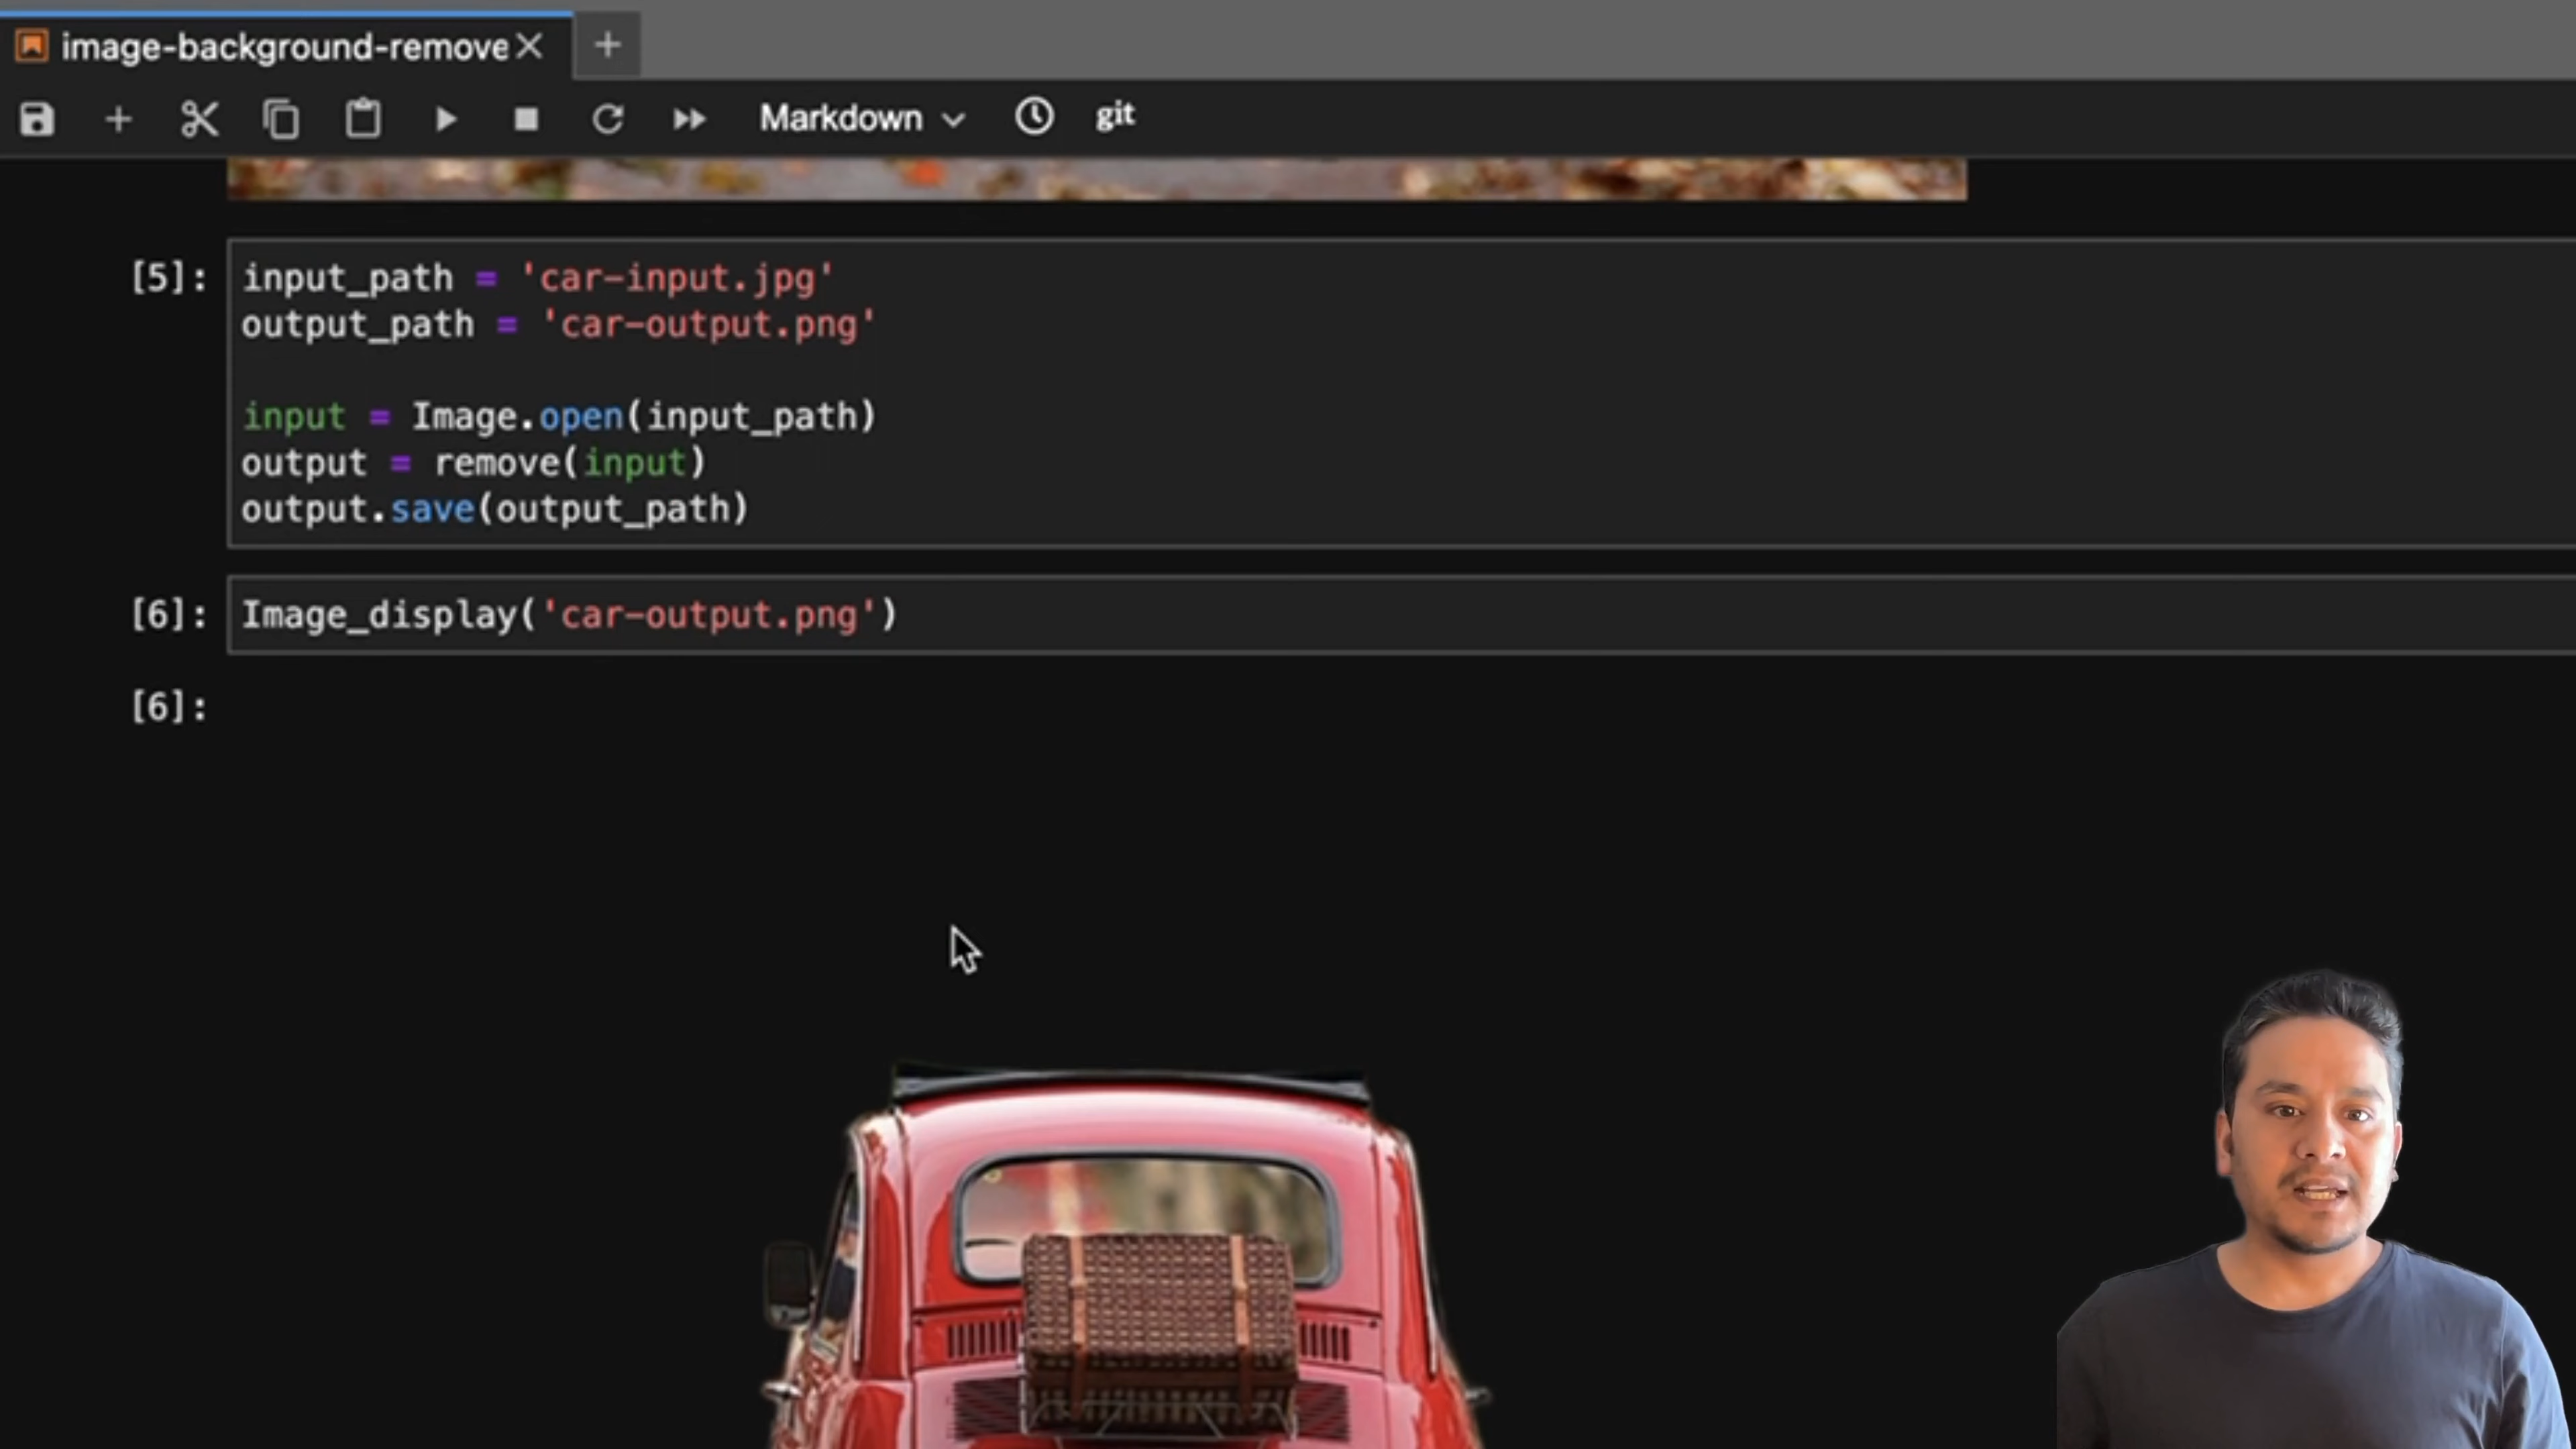 image-background-remove
Markdown
git
[5]:
input_path = 'car-input.jpg'
output_path = 'car-output.png'
input = Image.open(input_path)
output = remove(input)
output.save(output_path)
[6]:
Image_display('car-output.png')
[6]: